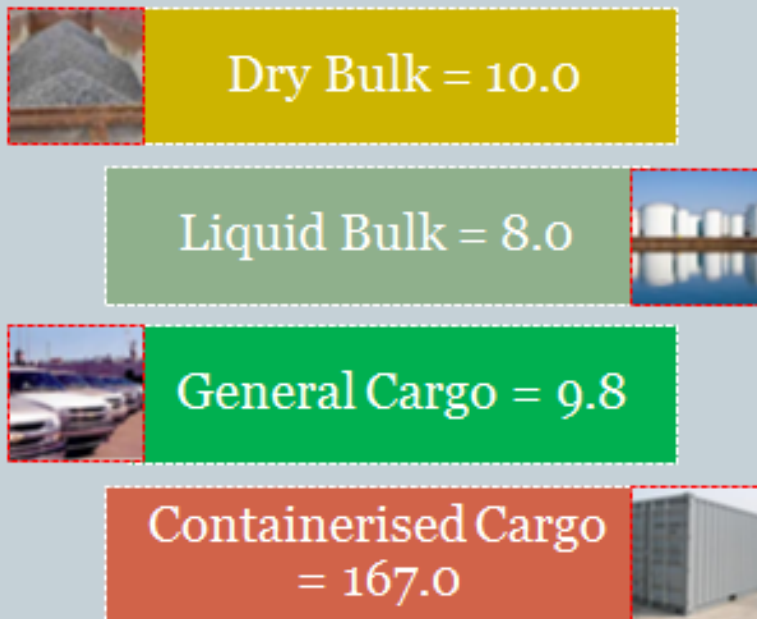 Dry Bulk = 10.0
Liquid Bulk = 8.0
General Cargo = 9.8
Containerised Cargo
= 167.0